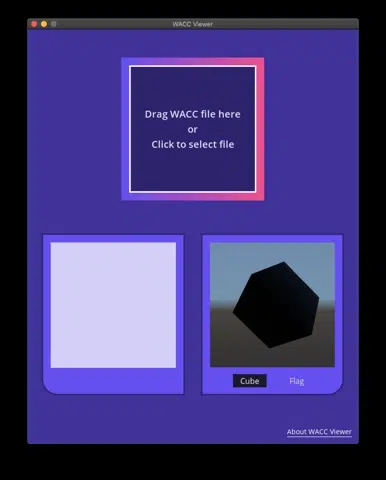 WACC Viewer
Drag WACC file here
or
Click to select file
Cube
Flag
About WACC Viewer